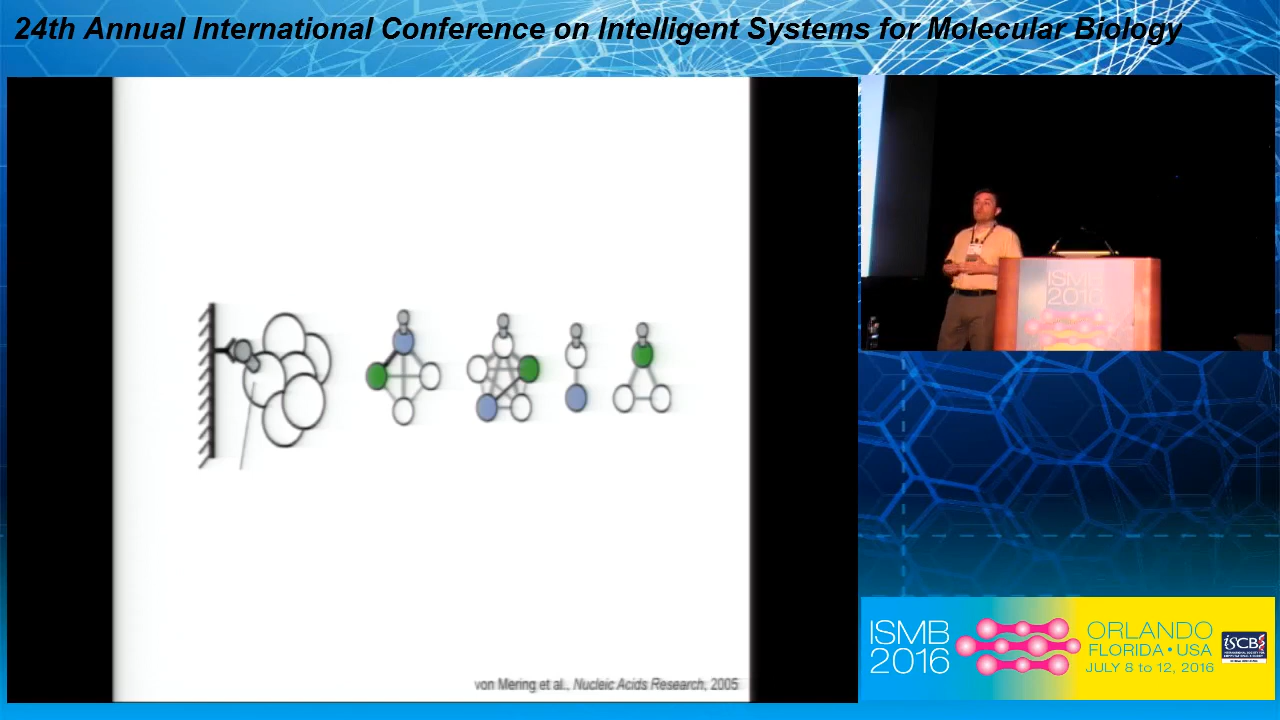 24th Annual International Conference on Intelligent Systems for Molecular Biology
ISMB
2016
von Mering et al., Nucleic Acids Research, 2005
ISMB
2016
ORLANDO
FLORIDA • USA
JULY 8 to 12, 2016
ISCB